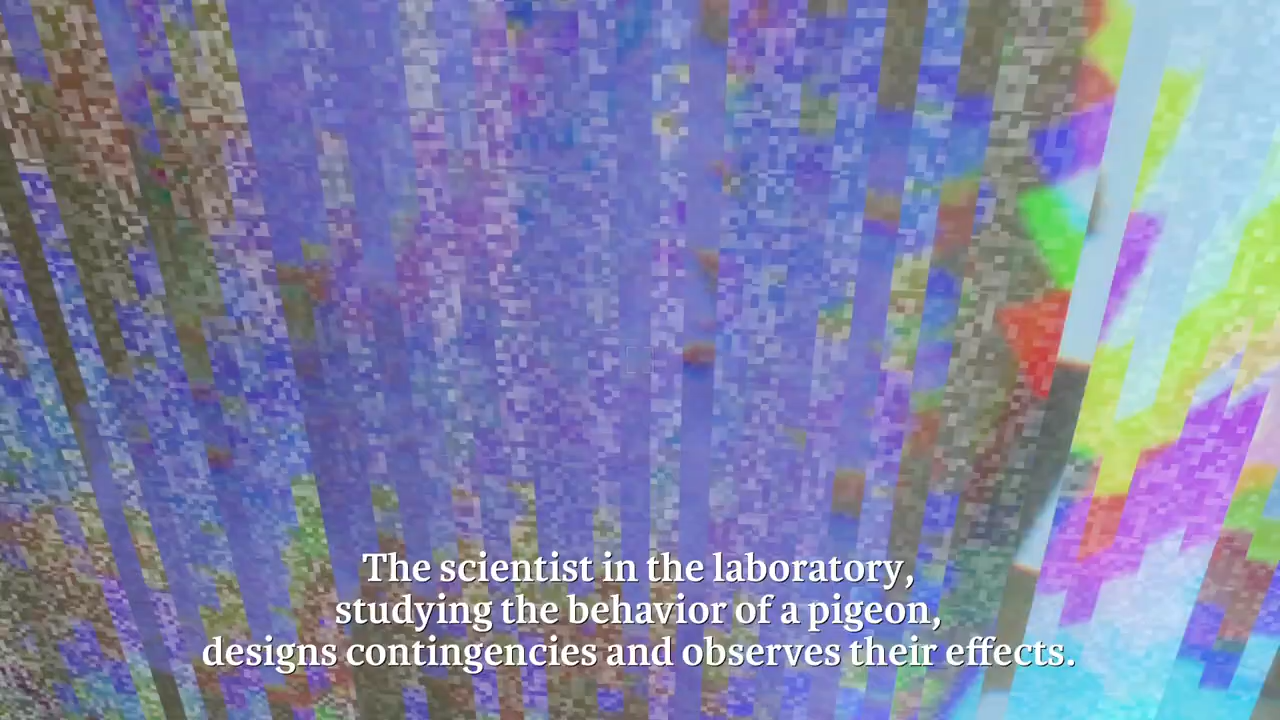 The scientist in the laboratory,
studying the behavior of a pigeon,
designs contingencies and observes their effects.